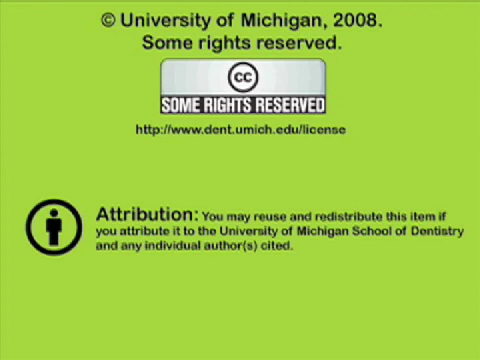 © University of Michigan, 2008.
Some rights reserved.
cc
SOME RIGHTS RESERVED
http://www.dent.umich.edu/license
Attribution: You may reuse and redistribute this item if
you attribute it to the University of Michigan School of Dentistry
and any individual author(s) cited.